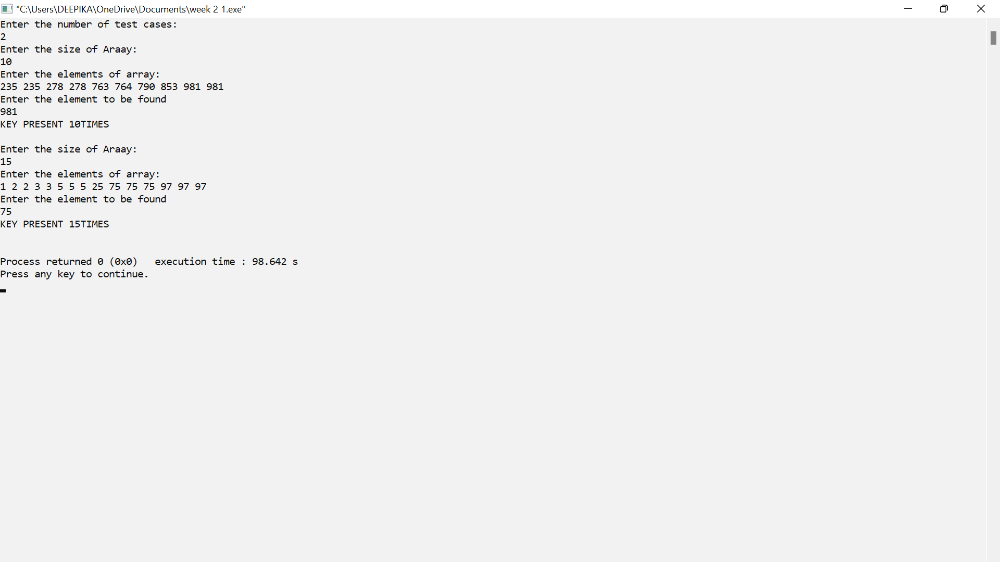 "C:\Users\DEEPIKA\OneDrive\Documents\week 2 1.exe"
Enter the number of test cases:
2
Enter the size of Araay:
10
Enter the elements of array:
235 235 278 278 763 764 790 853 981 981
Enter the element to be found
981
KEY PRESENT 10TIMES
Enter the size of Araay:
15
Enter the elements of array:
1 2 2 3 3 5 5 5 25 75 75 75 97 97 97
Enter the element to be found
75
KEY PRESENT 15TIMES
Process returned 0 (0x0)   execution time : 98.642 s
Press any key to continue.